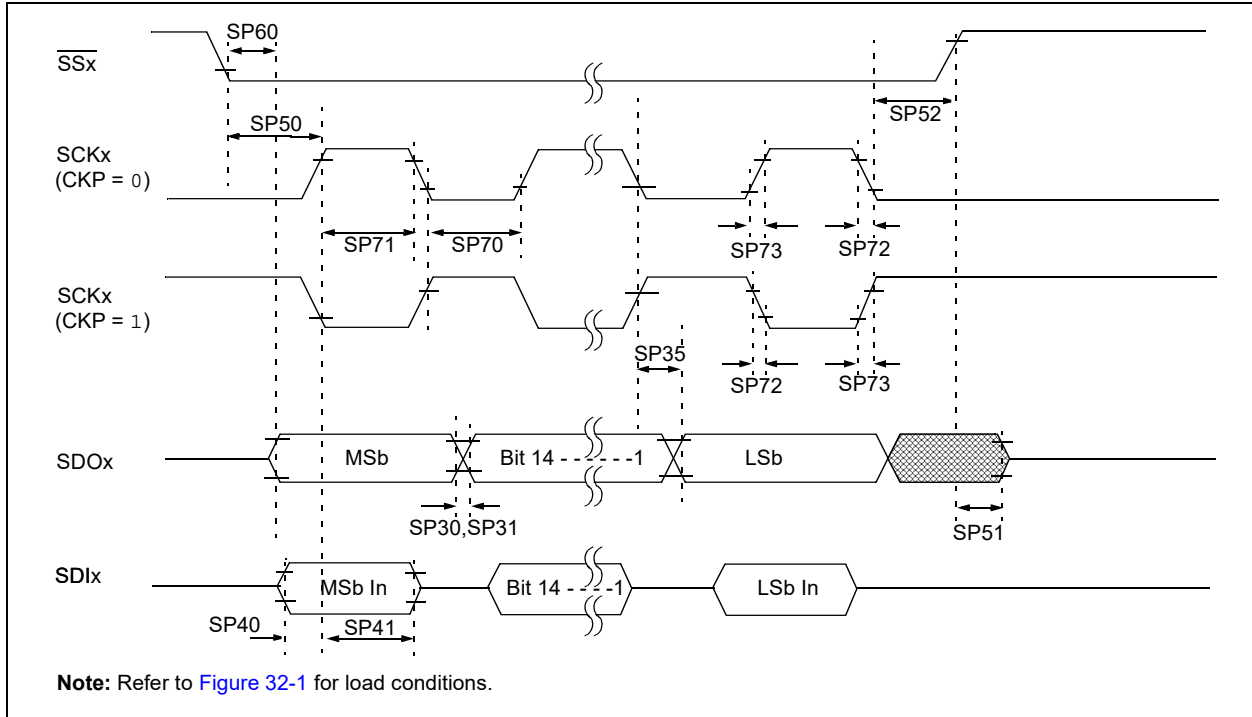 SP60
SSx
SP52
SP50
SCKx
(CKP = 0)
SP71
SP70
SP73
SP72
SCKx
(CKP = 1)
SP35
SP72
SP73
SDOx
MSb
Bit 14 - - - - - -1
LSb
SP30,SP31
SP51
SDIx
MSb In
Bit 14 - - - -1
LSb In
SP40
SP41
Note: Refer to Figure 32-1 for load conditions.